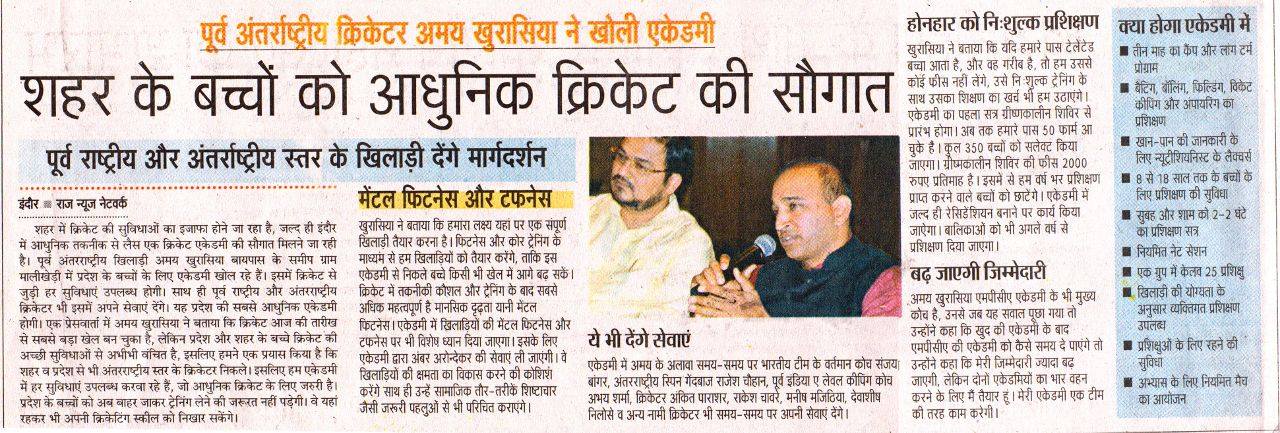 पूर्व अंतर्राष्ट्रीय क्रिकेटर अमय खुरासिया ने खोली एकेडमी
शहर के बच्चों को आधुनिक क्रिकेट की सौगात
पूर्व राष्ट्रीय और अंतर्राष्ट्रीय स्तर के खिलाड़ी देंगे मार्गदर्शन
इंदौर ■ राज न्यूज नेटवर्क
शहर में क्रिकेट की सुविधाओं का इजाफा होने जा रहा है, जल्द ही इंदौर
में आधुनिक तकनीक से लैस एक क्रिकेट एकेडमी की सौगात मिलने जा रही
है। पूर्व अंतरराष्ट्रीय खिलाड़ी अमय खुरासिया बायपास के समीप ग्राम
मालीखेड़ी में प्रदेश के बच्चों के लिए एकेडमी खोल रहे हैं। इसमें क्रिकेट से
जुड़ी हर सुविधाएं उपलब्ध होगी। साथ ही पूर्व राष्ट्रीय और अंतरराष्ट्रीय
क्रिकेटर भी इसमें अपने सेवाएं देंगे। यह प्रदेश की सबसे आधुनिक एकेडमी
होगी। एक प्रेसवार्ता में अमय खुरासिया ने बताया कि क्रिकेट आज की तारीख
से सबसे बड़ा खेल बन चुका है, लेकिन प्रदेश और शहर के बच्चे क्रिकेट की
अच्छी सुविधाओं से अभीभी वंचित है, इसलिए हमने एक प्रयास किया है कि
शहर व प्रदेश से भी अंतरराष्ट्रीय स्तर के क्रिकेटर निकले। इसलिए हम एकेडमी
में हर सुविधाएं उपलब्ध करवा रहे हैं, जो आधुनिक क्रिकेट के लिए जरुरी है।
प्रदेश के बच्चों को अब बाहर जाकर ट्रेनिंग लेने की जरुरत नहीं पड़ेगी। वे यहां
रहकर भी अपनी क्रिकेटिंग स्कील को निखार सकेंगे।
मेंटल फिटनेस और टफनेस
खुरासिया ने बताया कि हमारा लक्ष्य यहां पर एक संपूर्ण
खिलाड़ी तैयार करना है। फिटनेस और कोर ट्रेनिंग के
माध्यम से हम खिलाड़ियों को तैयार करेंगे, ताकि इस
एकेडमी से निकले बच्चे किसी भी खेल में आगे बढ़ सके।
क्रिकेट में तकनीकी कौशल और ट्रेनिंग के बाद सबसे
अधिक महत्वपूर्ण है मानसिक दृढ़ता यानी मेंटल
फिटनेस। एकेडमी में खिलाडियों की मेंटल फिटनेस और
टफनेस पर भी विशेष ध्यान दिया जाएगा। इसके लिए
एकेडमी द्वारा अंबर अरोन्देकर की सेवाएं ली जाएंगी। वे
खिलाड़ियों की क्षमता का विकास करने की कोशिशें
करेंगे साथ ही उन्हें सामाजिक तौर-तरीके शिष्टाचार
जैसी जरूरी पहलुओं से भी परिचित कराएंगे।
ये भी देंगे सेवाएं
एकेडमी में अमय के अलावा समय-समय पर भारतीय टीम के वर्तमान कोच संजय
बांगर, अंतरराष्ट्रीय स्पिन गेंदबाज राजेश चौहान, पूर्व इंडिया ए लेवल कीपिंग कोच
अभय शर्मा, क्रिकेटर अंकित पाराशर, राकेश चावरे, मनीष मजिठिया, देवाशीष
निलोसे व अन्य नामी क्रिकेटर भी समय-समय पर अपनी सेवाएं देंगे।
होनहार को निःशुल्क प्रशिक्षण
खुरासिया ने बताया कि यदि हमारे पास टेलेंटेड
बच्चा आता है, और वह गरीब है, तो हम उससे
कोई फीस नहीं लेंगे, उसे निःशुल्क ट्रेनिंग के
साथ उसका शिक्षण का खर्च भी हम उठाएंगे।
एकेडमी का पहला सत्र ग्रीष्मकालीन शिविर से
प्रारंभ होगा। अब तक हमारे पास 50 फार्म आ
चुके है। कुल 350 बच्चों को सलेक्ट किया
जाएगा। ग्रीष्मकालीन शिविर की फीस 2000
रुपए प्रतिमाह है। इसमें से हम वर्ष भर प्रशिक्षण
प्राप्त करने वाले बच्चों को छाटेंगे। एकेडमी में
जल्द ही रेसिडेंशियल बनाने पर कार्य किया
जाएगा। बालिकाओं को भी अगले वर्ष से
प्रशिक्षण दिया जाएगा।
बढ़ जाएगी जिम्मेदारी
अमय खुरासिया एमपीसीए एकेडमी के भी मुख्य
कोच है, उनसे जब यह सवाल पूछा गया तो
उन्होंने कहा कि खुद की एकेडमी के बाद
एमपीसीए की एकेडमी को कैसे समय दे पाएंगे तो
उन्होंने कहा कि मेरी जिम्मेदारी ज्यादा बढ़
जाएगी, लेकिन दोनों एकेडमियों का भार वहन
करने के लिए मैं तैयार हूं। मेरी एकेडमी एक टीम
की तरह काम करेगी।
क्या होगा एकेडमी में
■ तीन माह का कैंप और लांग टर्म
प्रोग्राम
■ बैटिंग, बॉलिंग, फिल्डिंग, विकेट
कीपिंग और अंपायरिंग का
प्रशिक्षण
■ खान-पान की जानकारी के
लिए न्यूट्रीशियनिस्ट के लैक्चर्स
■ 8 से 18 साल तक के बच्चों के
लिए प्रशिक्षण की सुविधा
■ सुबह और शाम को 2-2 घंटे
का प्रशिक्षण सत्र
■ नियमित नेट सेशन
■ एक ग्रुप में केलव 25 प्रशिक्षु
■ खिलाड़ी की योग्यता के
अनुसार व्यक्तिगत प्रशिक्षण
उपलब्ध
■ प्रशिक्षुओं के लिए रहने की
सुविधा
■ अभ्यास के लिए नियमित मैच
का आयोजन